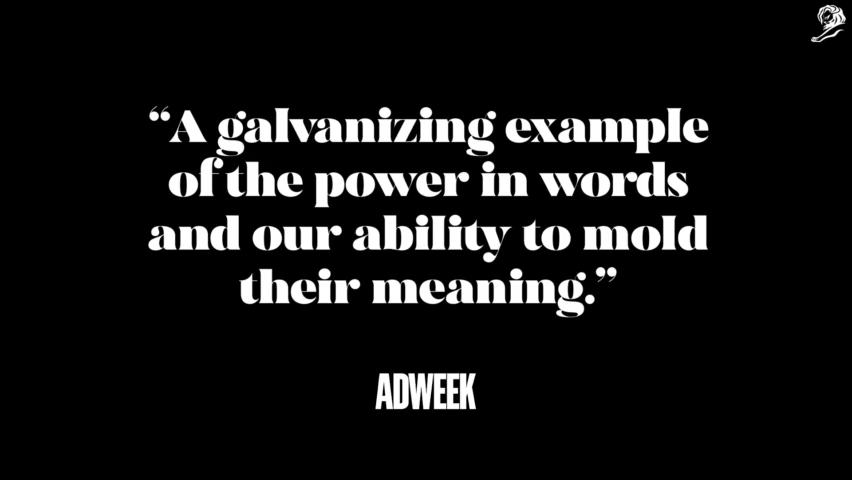 “A galvanizing example
of the power in words
and our ability to mold
their meaning.”
ADWEEK